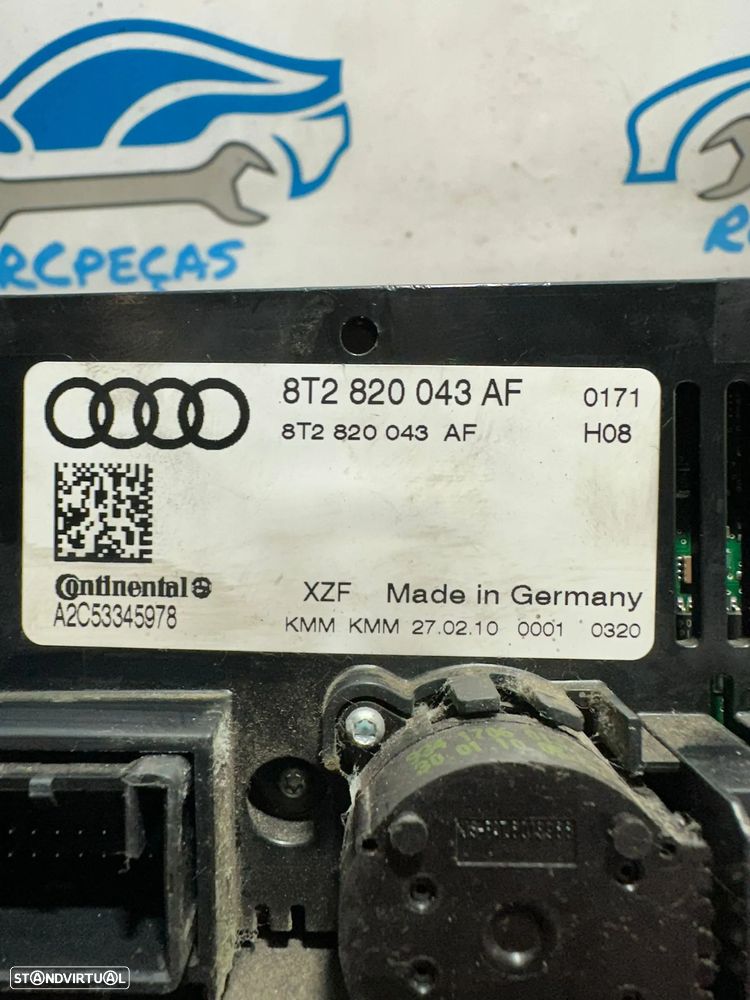 RCPEÇAS
8T2 820 043 AF 0171
8T2 820 043 AF H08
Continental
A2C53345978
XZF Made in Germany
KMM KMM 27.02.10 0001 0320
STANDVIRTUAL